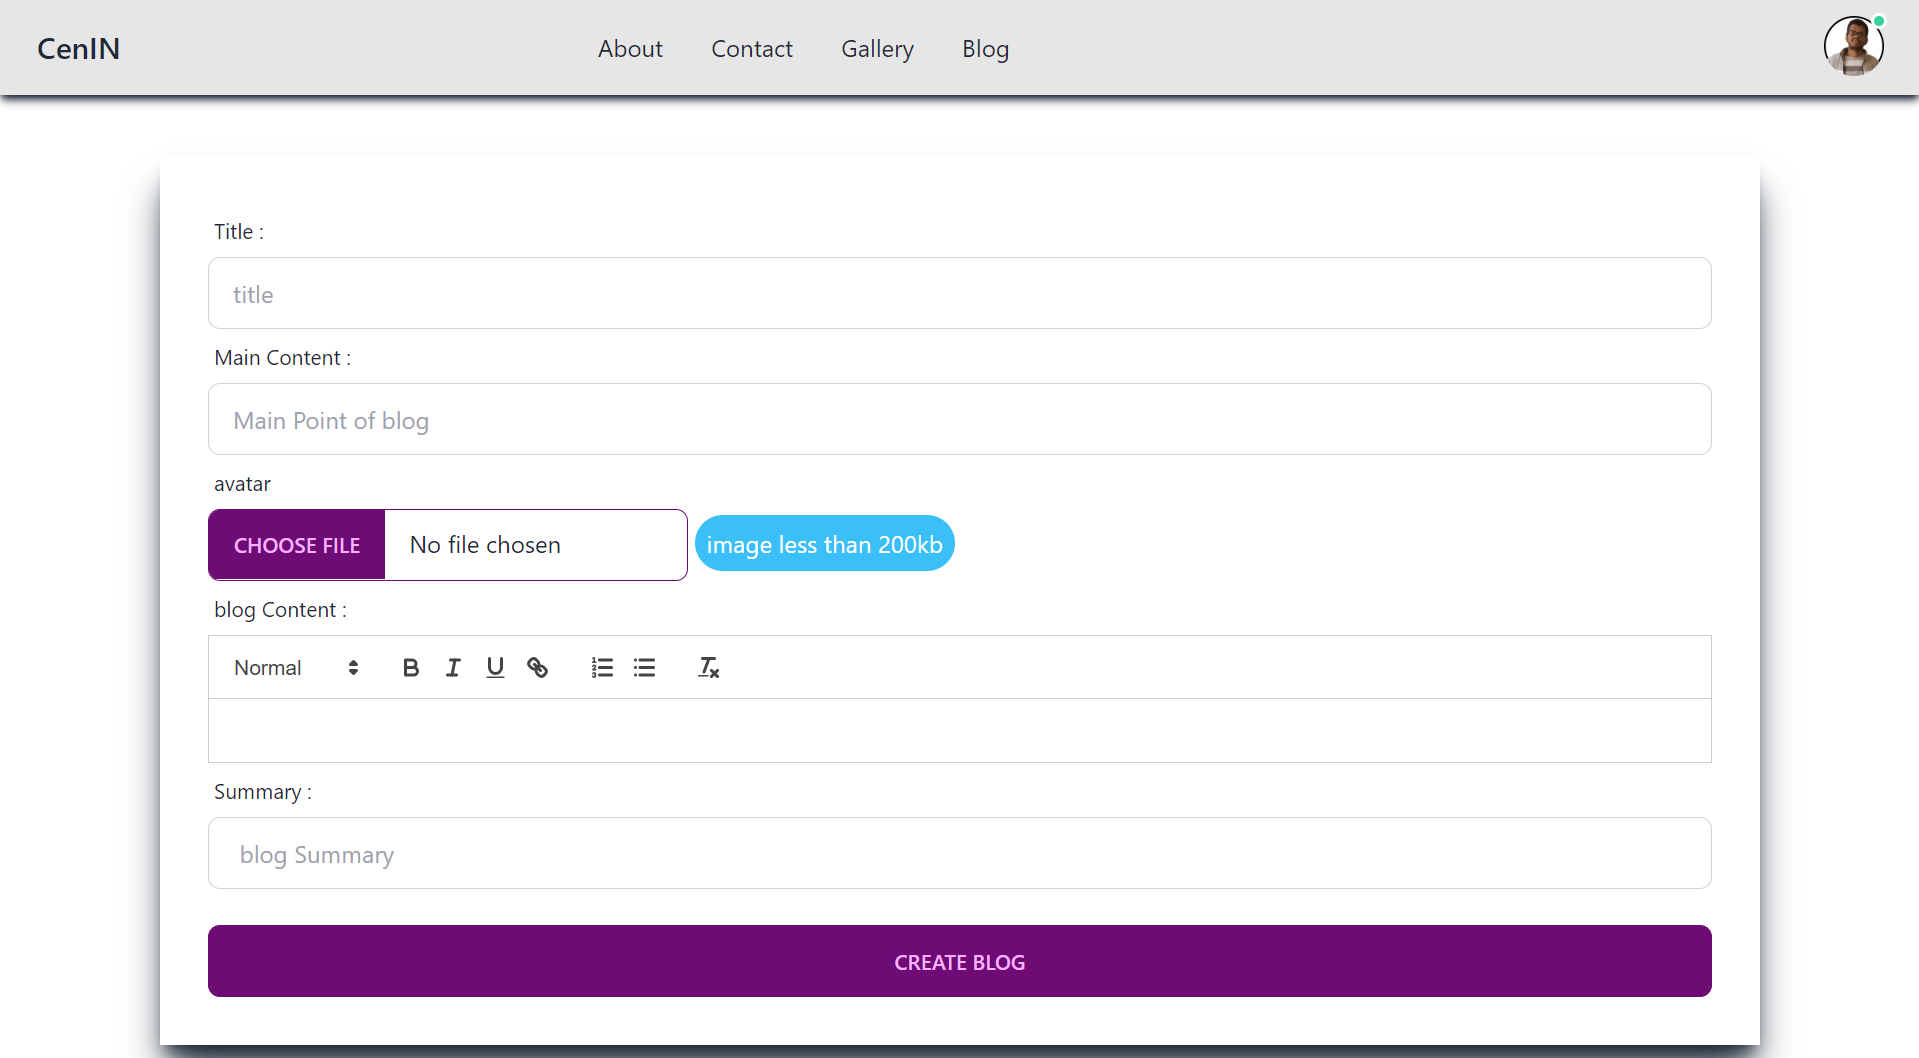 CenIN About Contact Gallery Blog
Title :
title
Main Content :
Main Point of blog
avatar
CHOOSE FILE No file chosen image less than 200kb
blog Content :
Normal
Summary :
blog Summary
CREATE BLOG